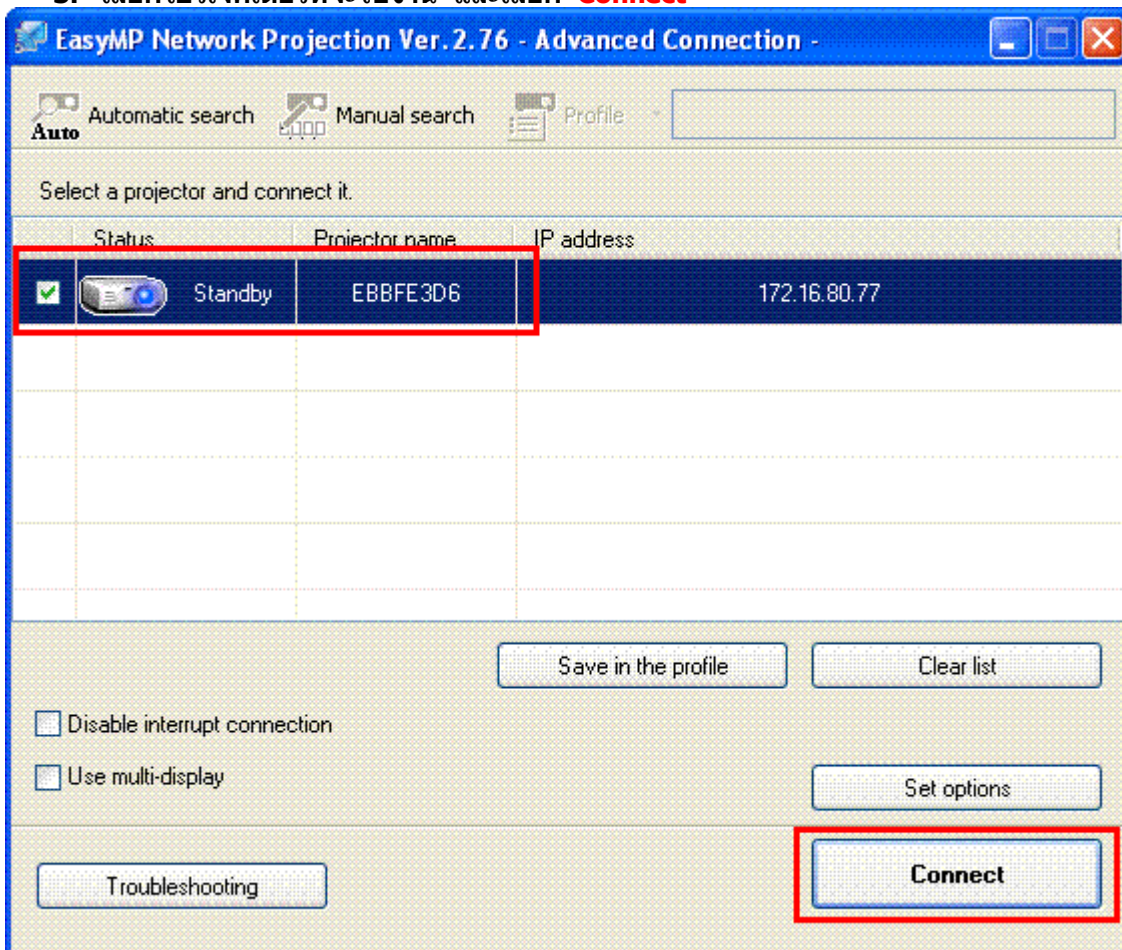 Connect
EasyMP Network Projection Ver.2.76 - Advanced Connection -
Auto Automatic search Manual search Profile
Select a projector and connect it.
Status Projector name IP address
Standby EBBFE3D6 172.16.80.77
Save in the profile Clear list
Disable interrupt connection
Use multi-display
Set options
Troubleshooting Connect